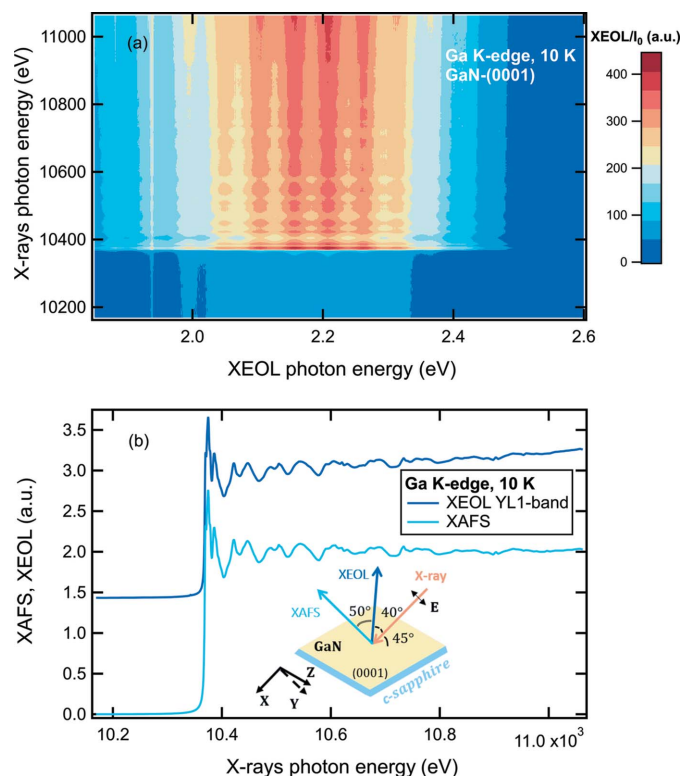 (a)
Ga K-edge, 10 K
GaN-(0001)
XEOL/I0 (a.u.)
400
300
200
100
0
11000
10800
10600
10400
10200
X-rays photon energy (eV)
2.0
2.2
2.4
2.6
XEOL photon energy (eV)
(b)
3.5
3.0
2.5
2.0
1.5
1.0
0.5
0.0
XAFS, XEOL (a.u.)
Ga K-edge, 10 K
XEOL YL1-band
XAFS
XEOL
X-ray
XAFS
E
50°
40°
45°
GaN
(0001)
c-sapphire
Z
X
Y
10.2
10.4
10.6
10.8
11.0 x10³
X-rays photon energy (eV)